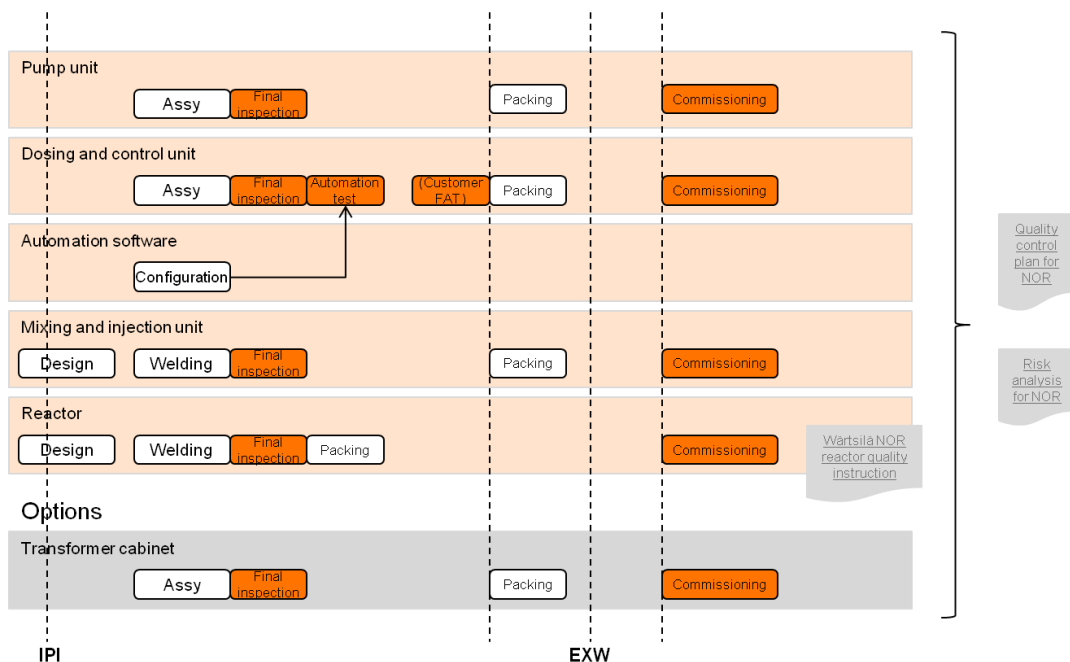 Pump unit
Assy
Final
inspection
Packing
Commissioning
Dosing and control unit
Assy
Final
inspection
Automation
test
(Customer
FAT)
Packing
Commissioning
Automation software
Configuration
Mixing and injection unit
Design
Welding
Final
inspection
Packing
Commissioning
Reactor
Design
Welding
Final
inspection
Packing
Commissioning
Wärtsilä NOR
reactor quality
instruction
Options
Transformer cabinet
Assy
Final
inspection
Packing
Commissioning
Quality
control
plan for
NOR
Risk
analysis
for NOR
IPI
EXW